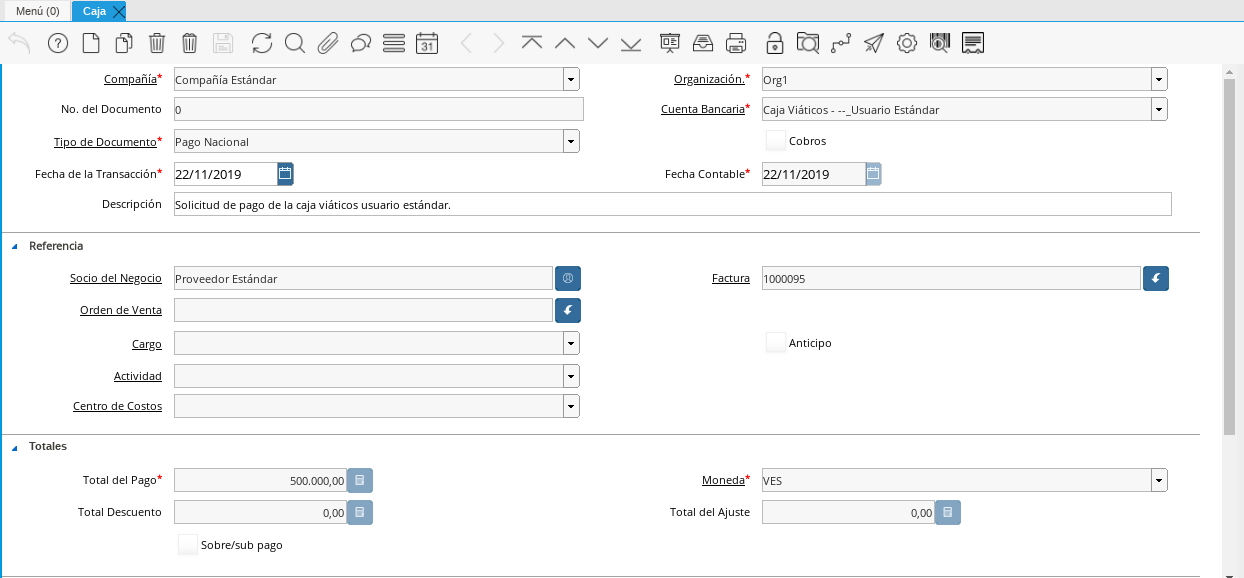 Menú (0) Caja
31
Compañía* Compañía Estándar Organización.* Org1
No. del Documento 0 Cuenta Bancaria* Caja Viáticos - --_Usuario Estándar
Tipo de Documento* Pago Nacional Cobros
Fecha de la Transacción* 22/11/2019 Fecha Contable* 22/11/2019
Descripción Solicitud de pago de la caja viáticos usuario estándar.
Referencia
Socio del Negocio Proveedor Estándar Factura 1000095
Orden de Venta
Cargo Anticipo
Actividad
Centro de Costos
Totales
Total del Pago* 500.000,00 Moneda* VES
Total Descuento 0,00 Total del Ajuste 0,00
Sobre/sub pago